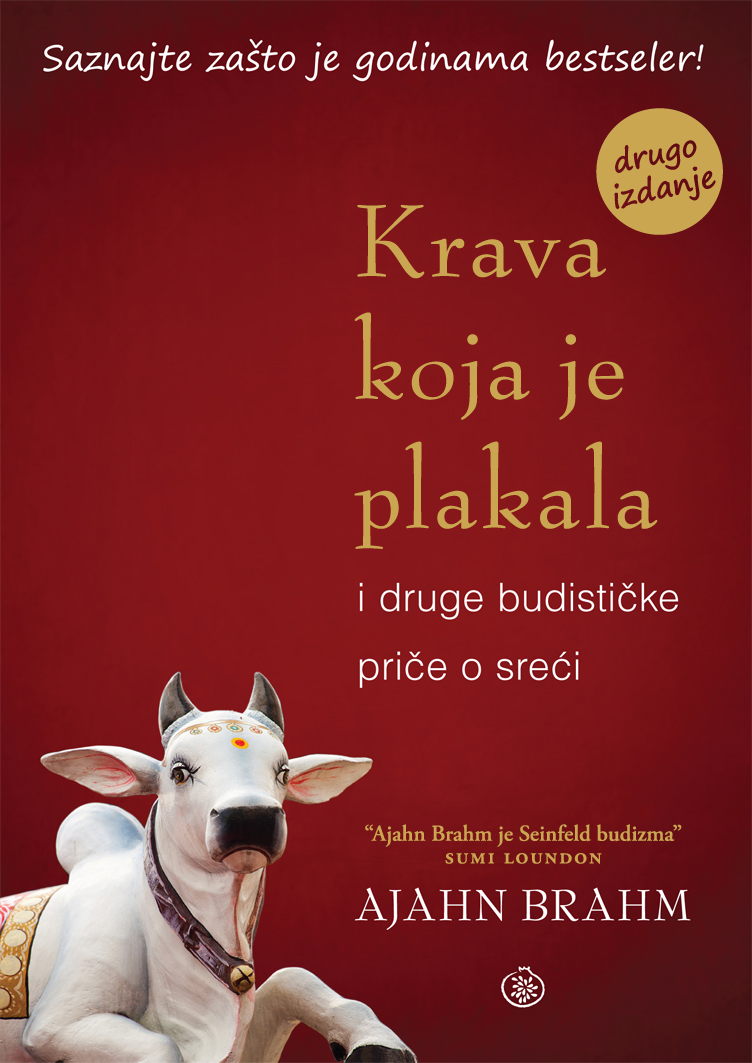 Saznajte zašto je godinama bestseler!
drugo
izdanje
Krava
koja je
plakala
i druge budističke
priče o sreći
“Ajahn Brahm je Seinfeld budizma”
SUMI LOUNDON
AJAHN BRAHM